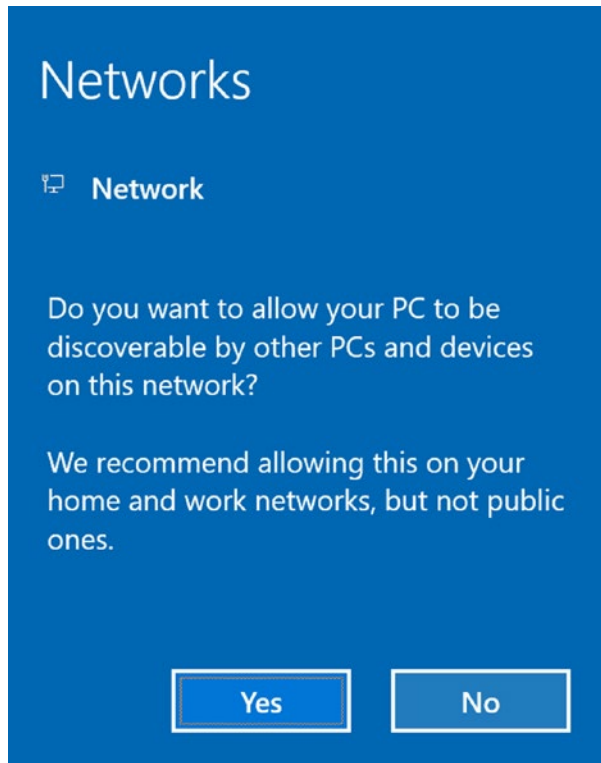 Networks
Network
Do you want to allow your PC to be
discoverable by other PCs and devices
on this network?
We recommend allowing this on your
home and work networks, but not public
ones.
Yes
No